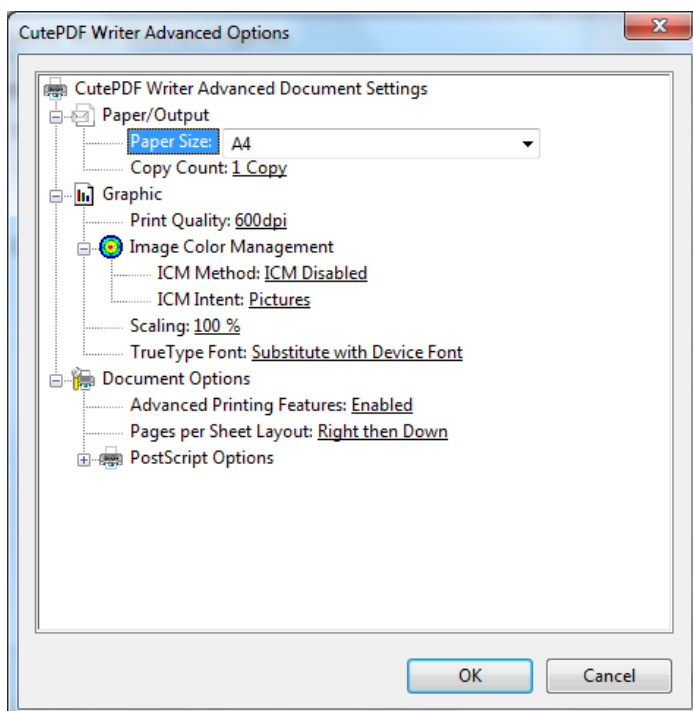 CutePDF Writer Advanced Options
CutePDF Writer Advanced Document Settings
Paper/Output
Paper Size: A4
Copy Count: 1 Copy
Graphic
Print Quality: 600dpi
Image Color Management
ICM Method: ICM Disabled
ICM Intent: Pictures
Scaling: 100 %
TrueType Font: Substitute with Device Font
Document Options
Advanced Printing Features: Enabled
Pages per Sheet Layout: Right then Down
PostScript Options
OK Cancel